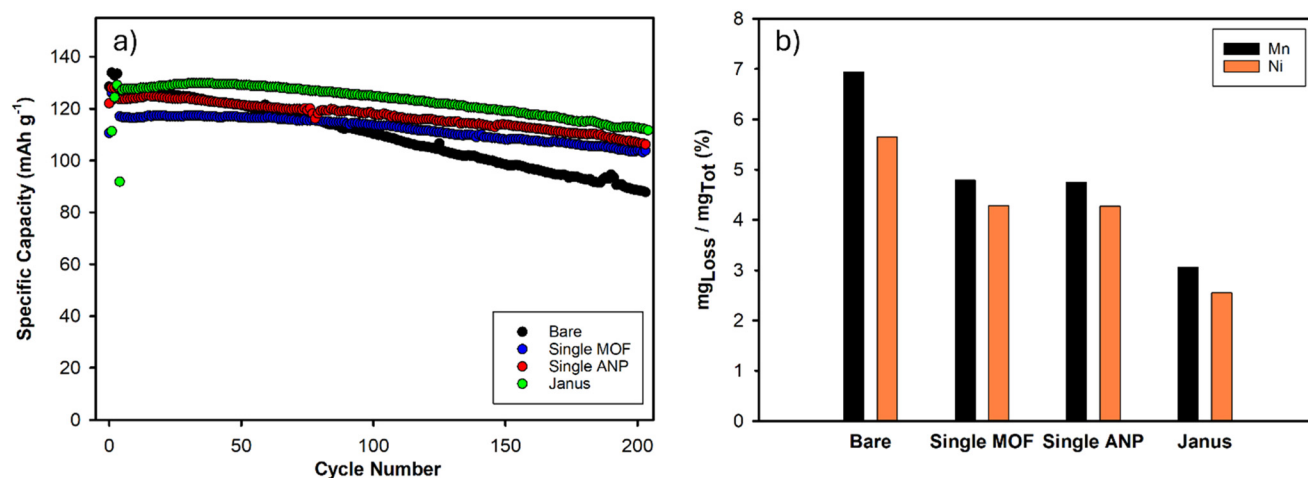 a)
Specific Capacity (mAh g⁻¹)
140
120
100
80
60
40
20
0
0
50
100
150
200
Cycle Number
Bare
Single MOF
Single ANP
Janus
b)
mgLoss / mgTot (%)
8
7
6
5
4
3
2
1
0
Mn
Ni
Bare
Single MOF
Single ANP
Janus